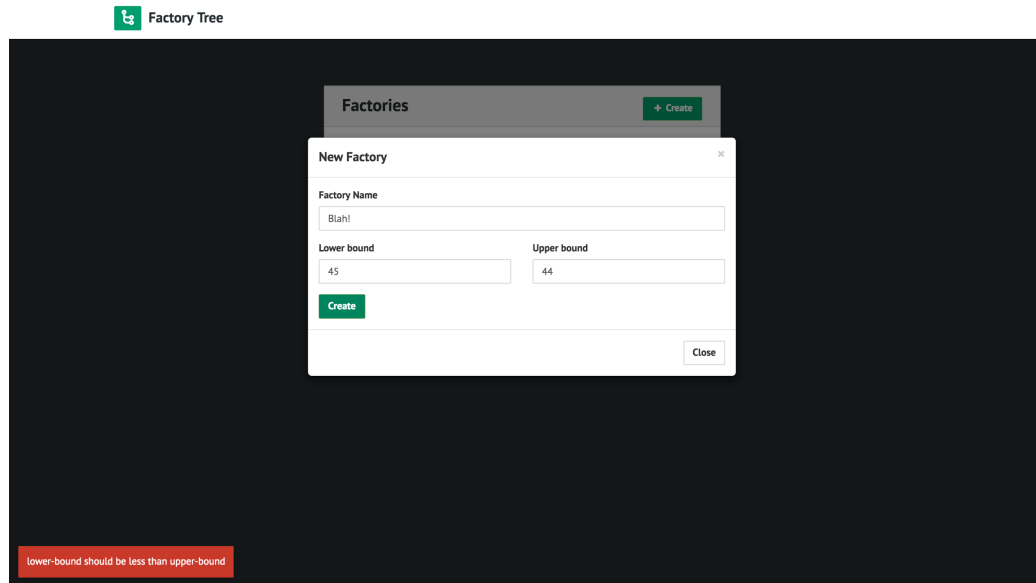 Factory Tree
Factories
+ Create
New Factory
×
Factory Name
Blah!
Lower bound Upper bound
45 44
Create
Close
lower-bound should be less than upper-bound